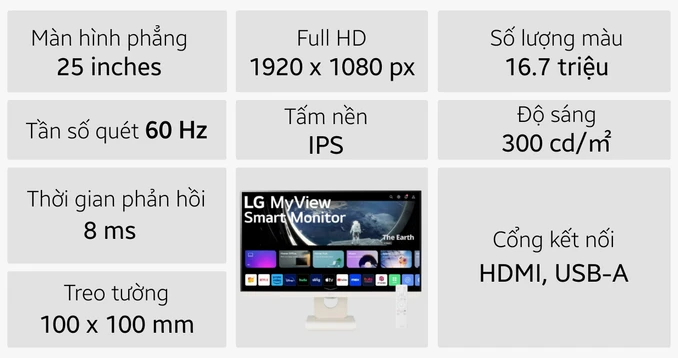 Màn hình phẳng
25 inches
Full HD
1920 x 1080 px
Số lượng màu
16.7 triệu
Tần số quét 60 Hz
Tấm nền
IPS
Độ sáng
300 cd/㎡
Thời gian phản hồi
8 ms
LG MyView
Smart Monitor
The Earth
Cổng kết nối
HDMI, USB-A
Treo tường
100 x 100 mm